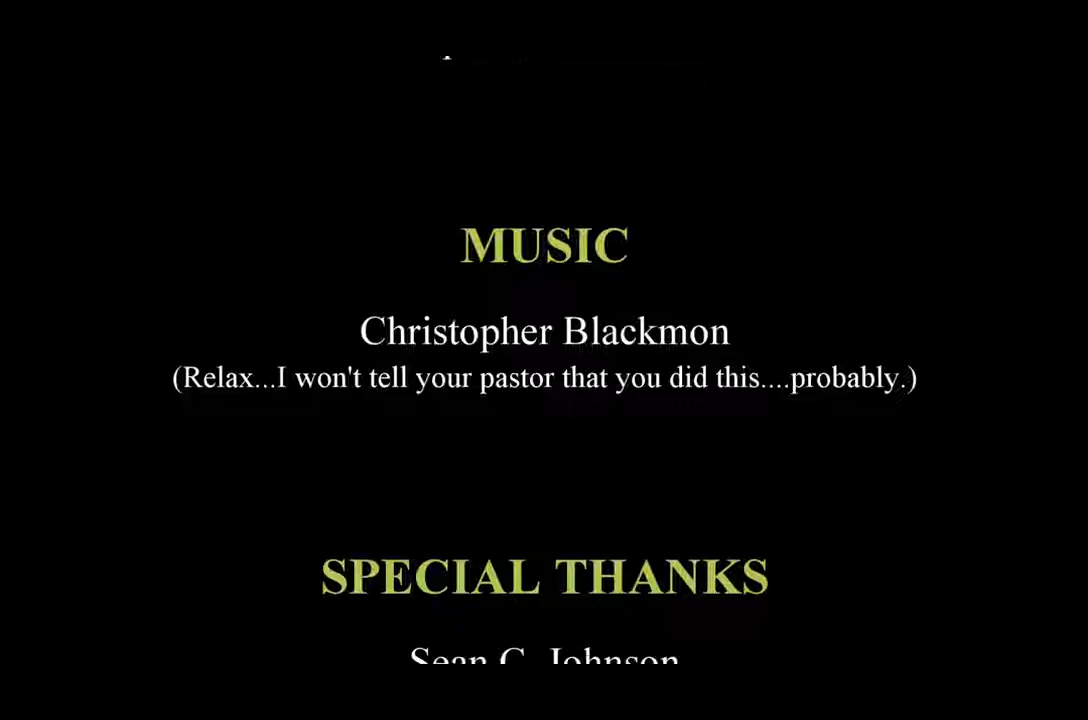 MUSIC
Christopher Blackmon
(Relax...I won't tell your pastor that you did this....probably.)
SPECIAL THANKS
Sean C. Johnson